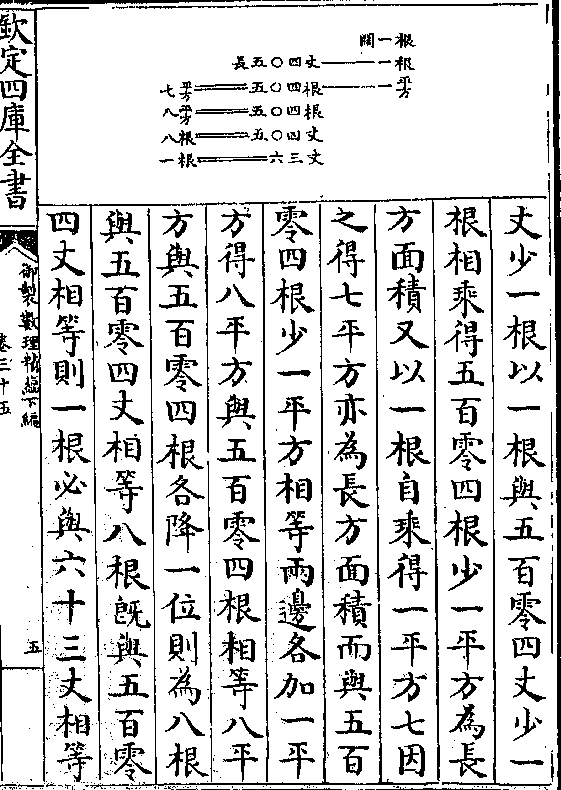 闊一根
長五〇四丈一根
七平方五〇四根一平方
八平方五〇四根
八根五〇四丈
一根六三丈
丈少一根以一根與五百零四丈少一
根相乘得五百零四根少一平方為長
方面積又以一根自乘得一平方七因
之得七平方亦為長方面積而與五百
零四根少一平方相等兩邊各加一平
方得八平方與五百零四根相等八平
方與五百零四根各降一位則為八根
與五百零四丈相等八根旣與五百零
四丈相等則一根必與六十三丈相等
欽定四庫全書
御製數理精蘊下編
卷三十五
五